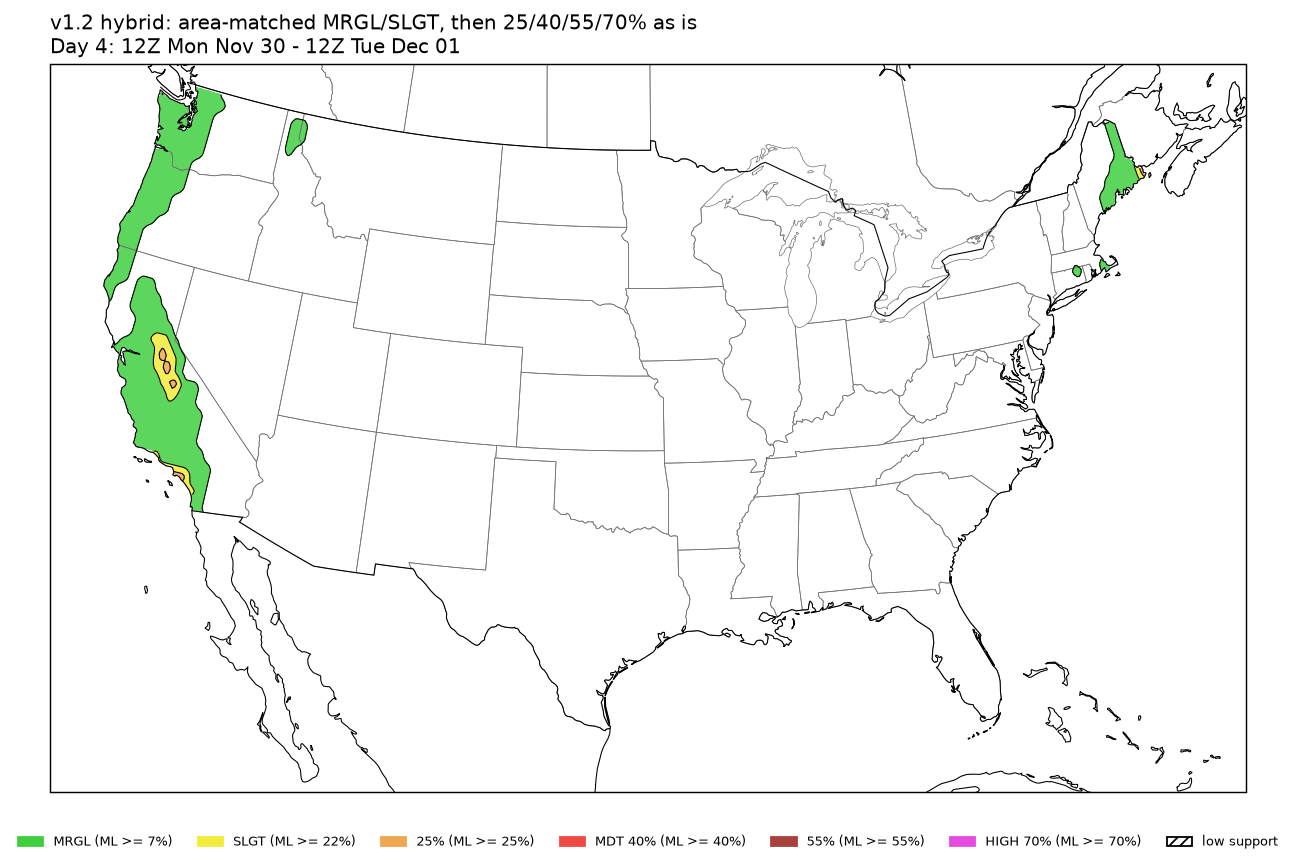 v1.2 hybrid: area-matched MRGL/SLGT, then 25/40/55/70% as is
Day 4: 12Z Mon Nov 30 - 12Z Tue Dec 01
MRGL (ML >= 7%) SLGT (ML >= 22%) 25% (ML >= 25%) MDT 40% (ML >= 40%) 55% (ML >= 55%) HIGH 70% (ML >= 70%) low support